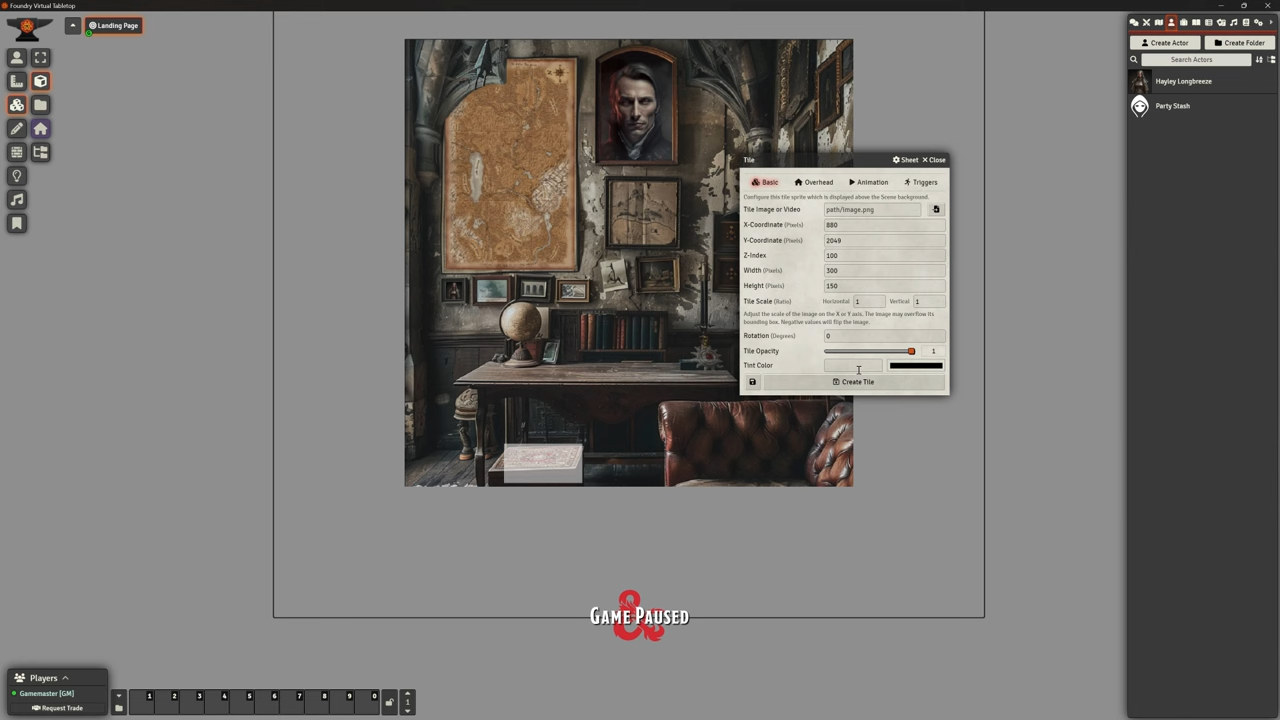 Foundry Virtual Tabletop
Landing Page
Create Actor
Create Folder
Search Actors
Hayley Longbreeze
Party Stash
Tile
Sheet
Close
Basic
Overhead
Animation
Triggers
Configure this tile sprite which is displayed above the Scene background.
Tile Image or Video
path/image.png
X-Coordinate (Pixels)
880
Y-Coordinate (Pixels)
2049
Z-Index
100
Width (Pixels)
300
Height (Pixels)
150
Tile Scale (Ratio)
Horizontal 1
Vertical 1
Adjust the scale of the image on the X or Y axis. The image may overflow its
bounding box. Negative values will flip the image.
Rotation (Degrees)
0
Tile Opacity
1
Tint Color
Create Tile
GAME PAUSED
Players
Gamemaster [GM]
Request Trade
1 2 3 4 5 6 7 8 9 0
1